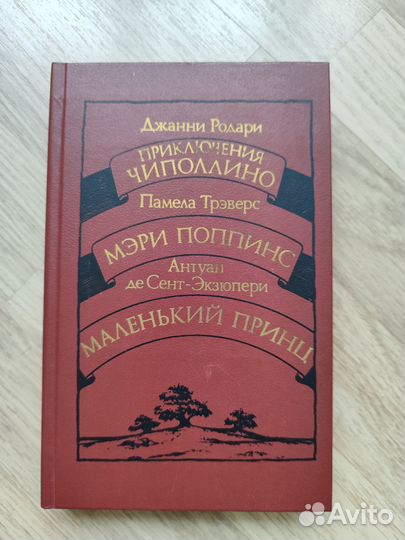 Джанни Родари
ПРИКЛЮЧЕНИЯ
ЧИПОЛЛИНО
Памела Трэверс
МЭРИ ПОППИНС
Антуан
де Сент-Экзюпери
МАЛЕНЬКИЙ ПРИНЦ
Avito